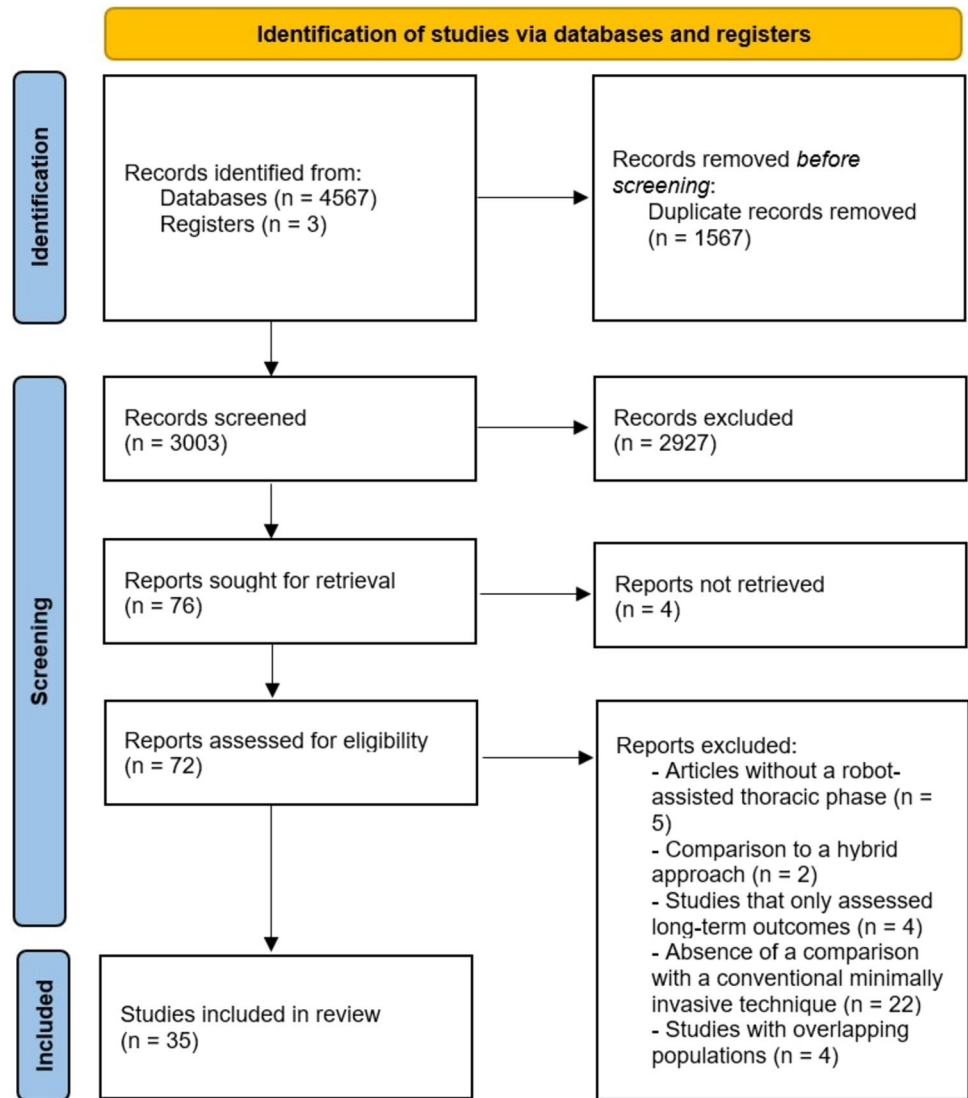 Identification of studies via databases and registers
Identification
Records identified from:
Databases (n = 4567)
Registers (n = 3)
Records removed before
screening:
Duplicate records removed
(n = 1567)
Screening
Records screened
(n = 3003)
Records excluded
(n = 2927)
Reports sought for retrieval
(n = 76)
Reports not retrieved
(n = 4)
Reports assessed for eligibility
(n = 72)
Reports excluded:
- Articles without a robot-
assisted thoracic phase (n =
5)
- Comparison to a hybrid
approach (n = 2)
- Studies that only assessed
long-term outcomes (n = 4)
- Absence of a comparison
with a conventional minimally
invasive technique (n = 22)
- Studies with overlapping
populations (n = 4)
Included
Studies included in review
(n = 35)